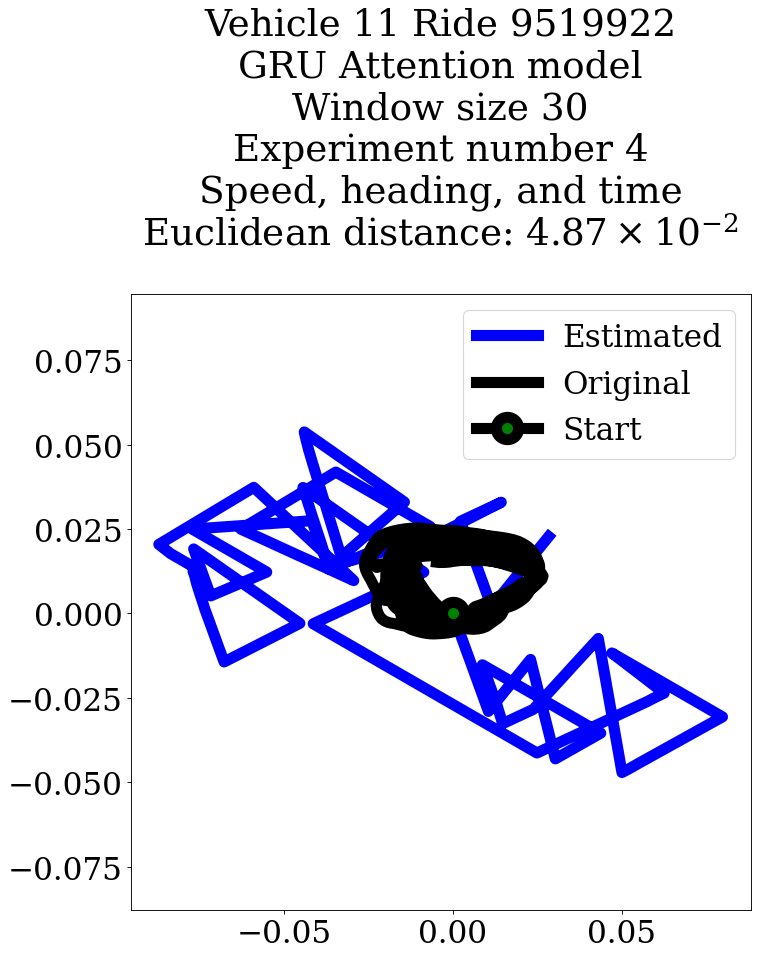 Vehicle 11 Ride 9519922
GRU Attention model
Window size 30
Experiment number 4
Speed, heading, and time
Euclidean distance: 4.87 × 10⁻²
Estimated
Original
Start
0.075
0.050
0.025
0.000
−0.025
−0.050
−0.075
−0.05
0.00
0.05